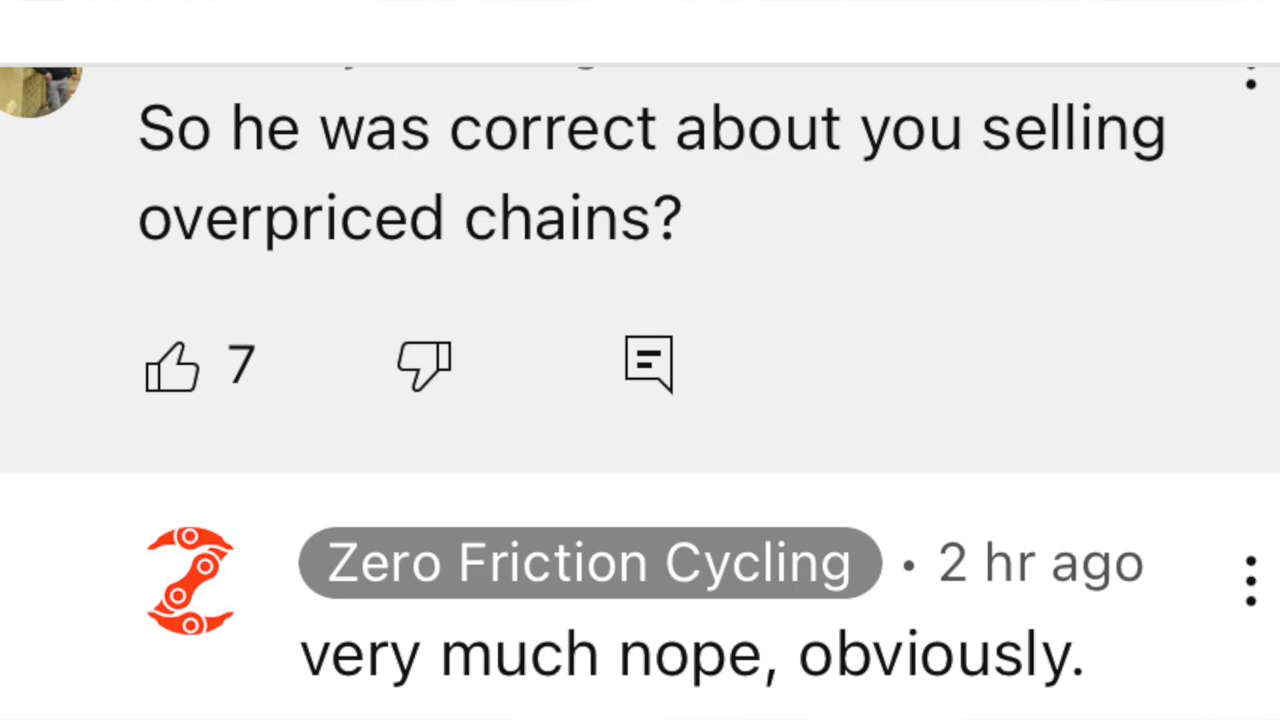 So he was correct about you selling
overpriced chains?
7
Zero Friction Cycling • 2 hr ago
very much nope, obviously.